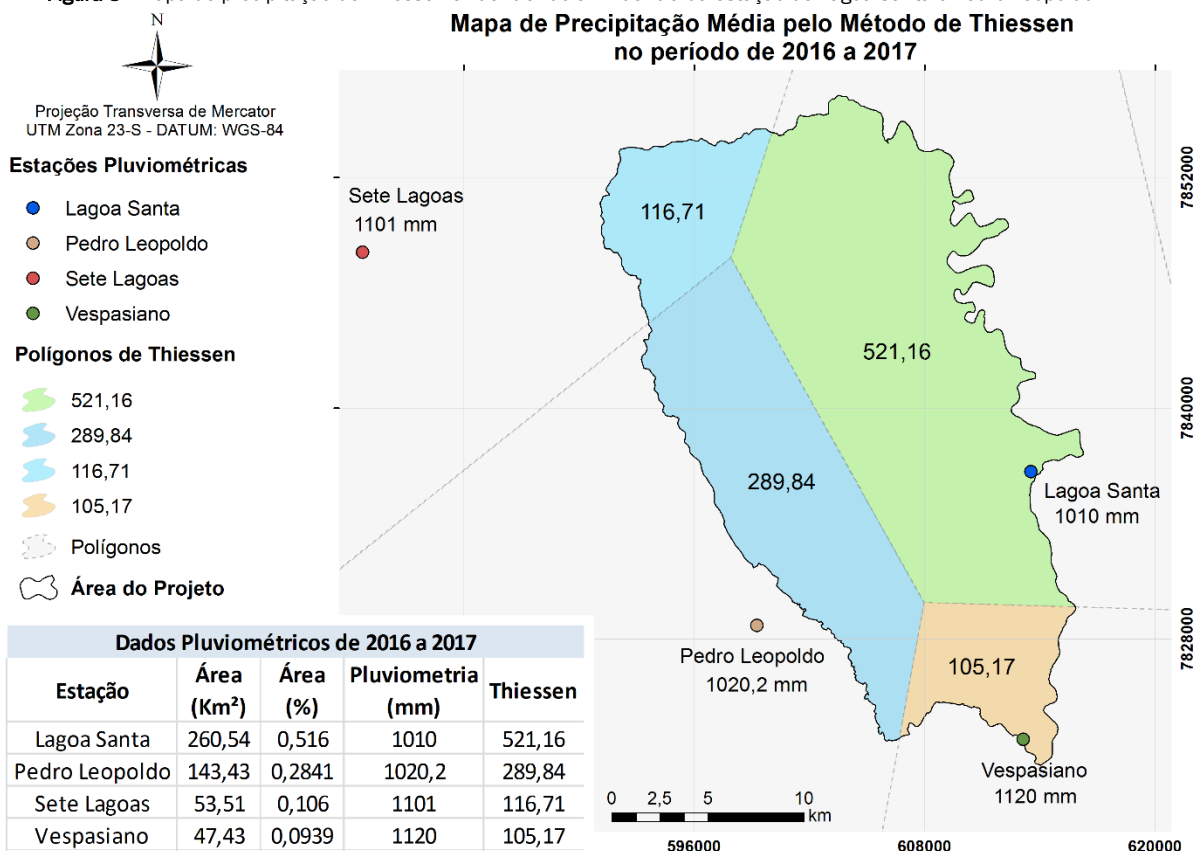 Mapa de Precipitação Média pelo Método de Thiessen
no período de 2016 a 2017
N
Projeção Transversa de Mercator
UTM Zona 23-S - DATUM: WGS-84
Estações Pluviométricas
Lagoa Santa
Pedro Leopoldo
Sete Lagoas
Vespasiano
Polígonos de Thiessen
521,16
289,84
116,71
105,17
Polígonos
Área do Projeto
Sete Lagoas
1101 mm
116,71
521,16
289,84
Lagoa Santa
1010 mm
Pedro Leopoldo
1020,2 mm
105,17
Vespasiano
1120 mm
7852000
7840000
7828000
0 2,5 5 10
km
596000 608000 620000
Dados Pluviométricos de 2016 a 2017
Estação Área (Km²) Área (%) Pluviometria (mm) Thiessen
Lagoa Santa 260,54 0,516 1010 521,16
Pedro Leopoldo 143,43 0,2841 1020,2 289,84
Sete Lagoas 53,51 0,106 1101 116,71
Vespasiano 47,43 0,0939 1120 105,17